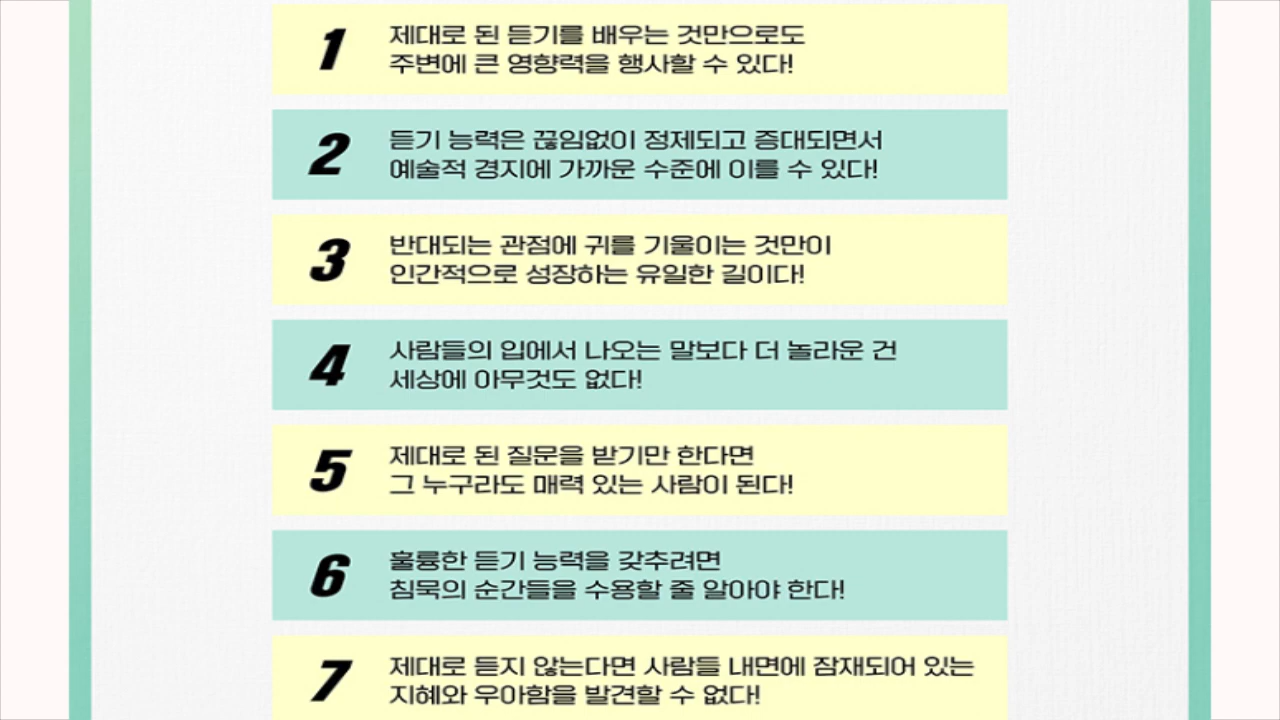 1
제대로 된 듣기를 배우는 것만으로도
주변에 큰 영향력을 행사할 수 있다!
2
듣기 능력은 끊임없이 정제되고 증대되면서
예술적 경지에 가까운 수준에 이를 수 있다!
3
반대되는 관점에 귀를 기울이는 것만이
인간적으로 성장하는 유일한 길이다!
4
사람들의 입에서 나오는 말보다 더 놀라운 건
세상에 아무것도 없다!
5
제대로 된 질문을 받기만 한다면
그 누구라도 매력 있는 사람이 된다!
6
훌륭한 듣기 능력을 갖추려면
침묵의 순간들을 수용할 줄 알아야 한다!
7
제대로 듣지 않는다면 사람들 내면에 잠재되어 있는
지혜와 우아함을 발견할 수 없다!